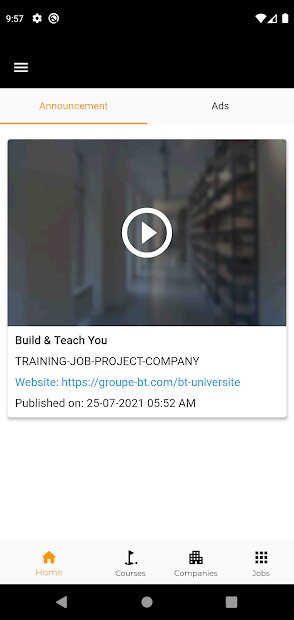 9:57
Announcement
Ads
Build & Teach You
TRAINING-JOB-PROJECT-COMPANY
Website: https://groupe-bt.com/bt-universite
Published on: 25-07-2021 05:52 AM
Home
Courses
Companies
Jobs